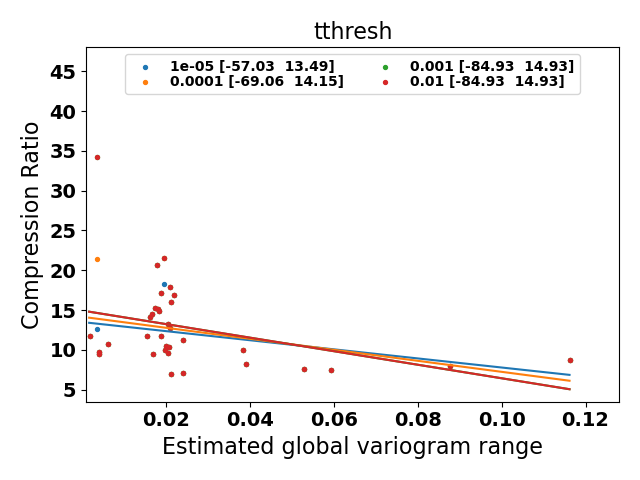 tthresh
1e-05 [-57.03  13.49]
0.0001 [-69.06  14.15]
0.001 [-84.93  14.93]
0.01 [-84.93  14.93]
Compression Ratio
45
40
35
30
25
20
15
10
5
0.02 0.04 0.06 0.08 0.10 0.12
Estimated global variogram range